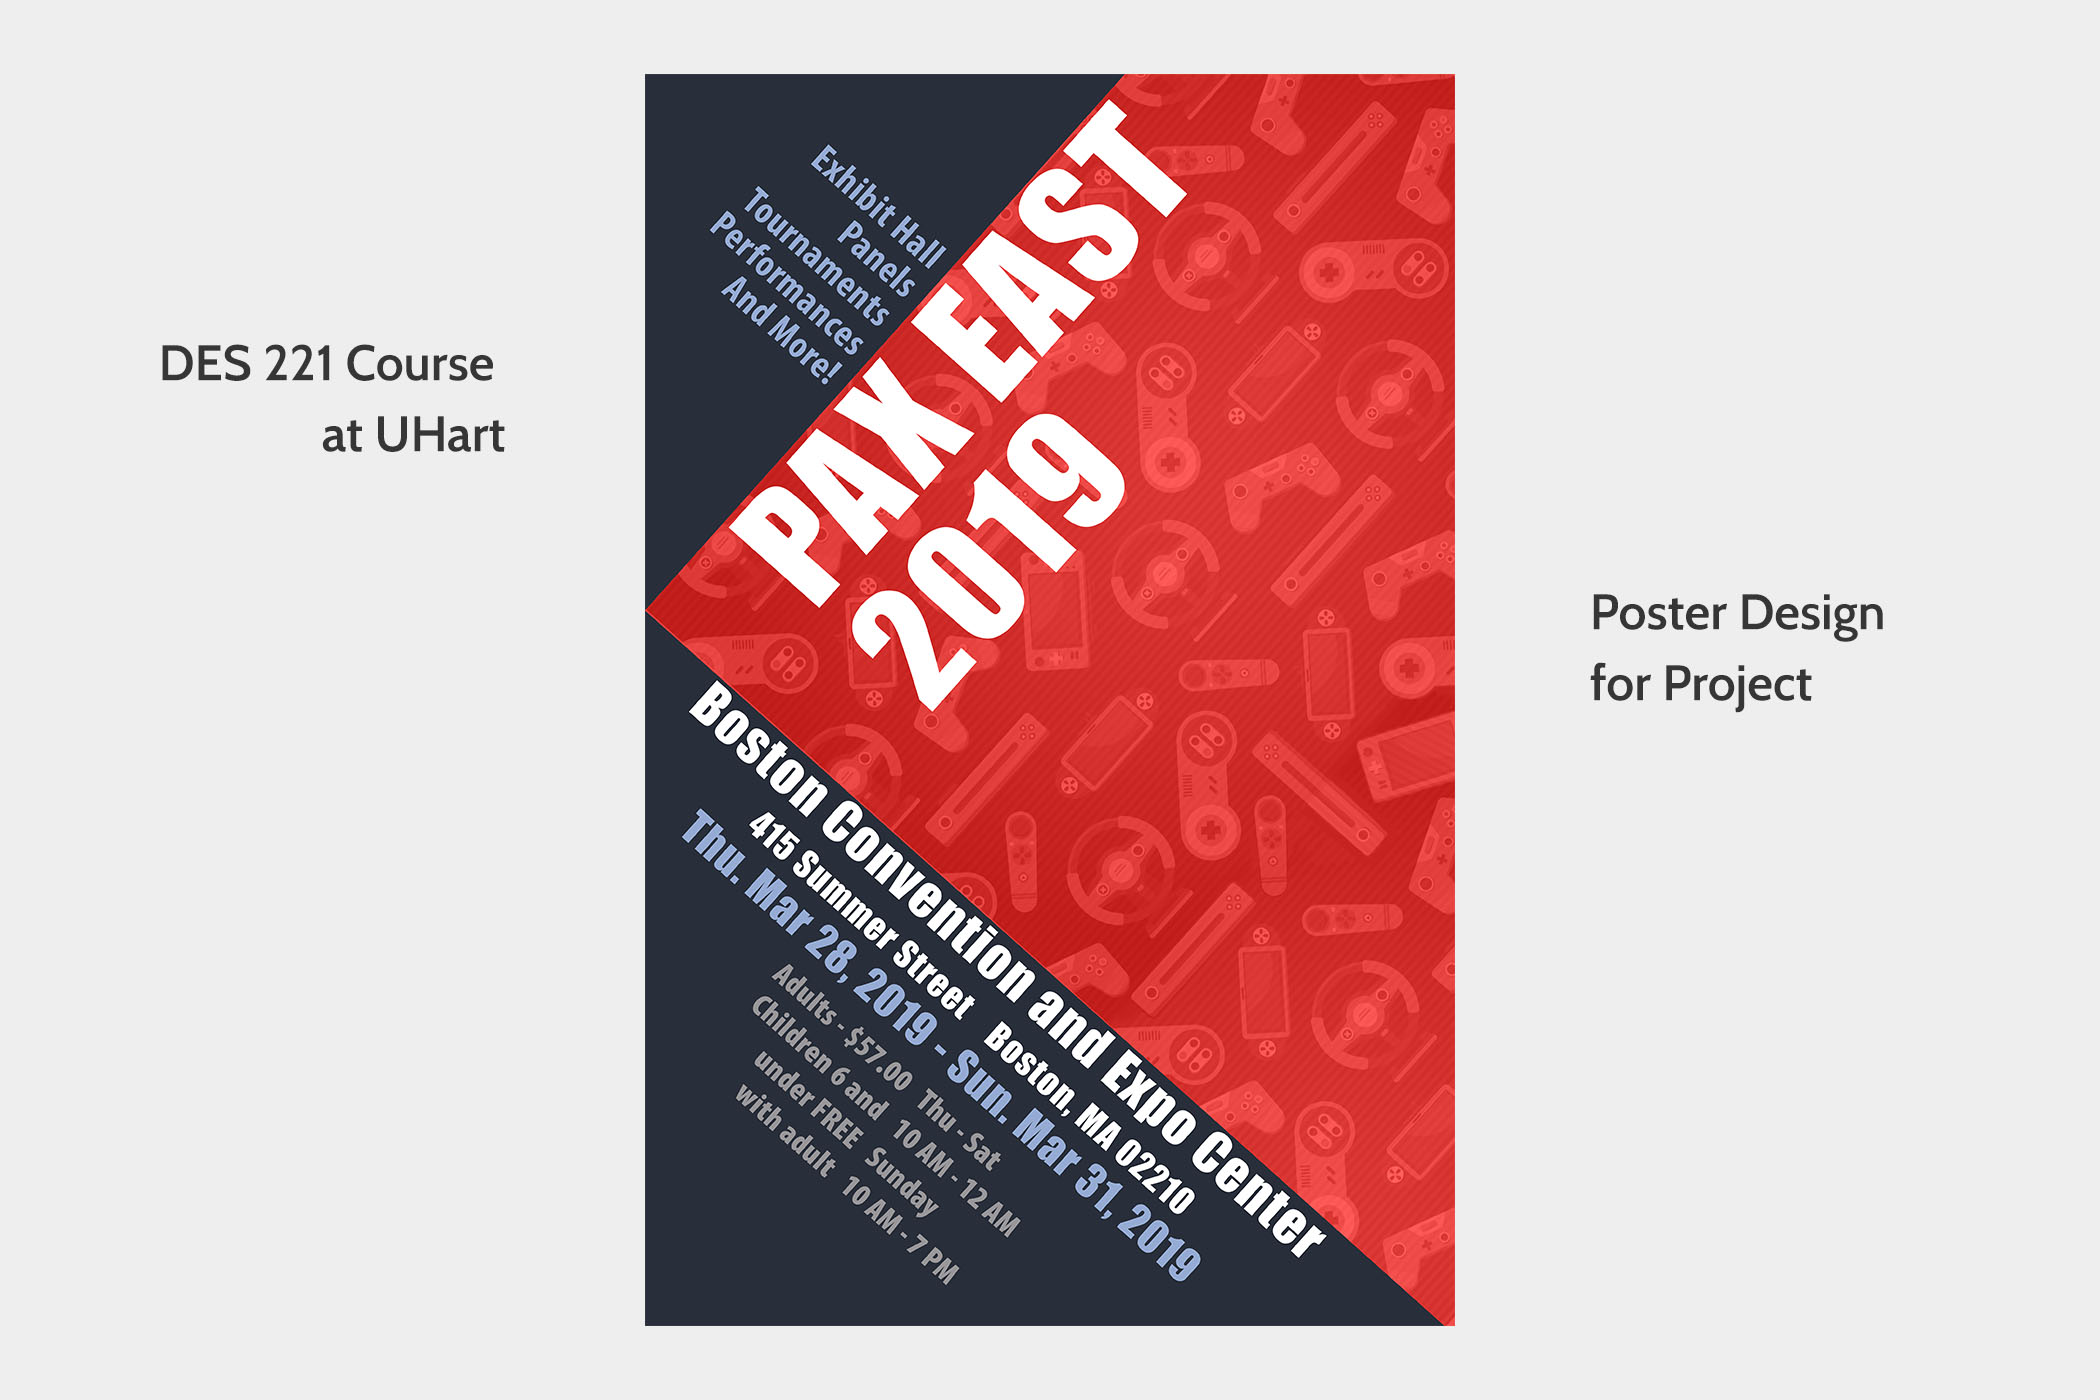 DES 221 Course
at UHart
Exhibit Hall
Panels
Tournaments
Performances
And More!
PAX EAST
2019
Boston Convention and Expo Center
415 Summer Street Boston, MA 02210
Thu. Mar 28, 2019 - Sun. Mar 31, 2019
Adults - $57.00
Children 6 and
under FREE
with adult
Thu - Sat
10 AM - 12 AM
Sunday
10 AM - 7 PM
Poster Design
for Project